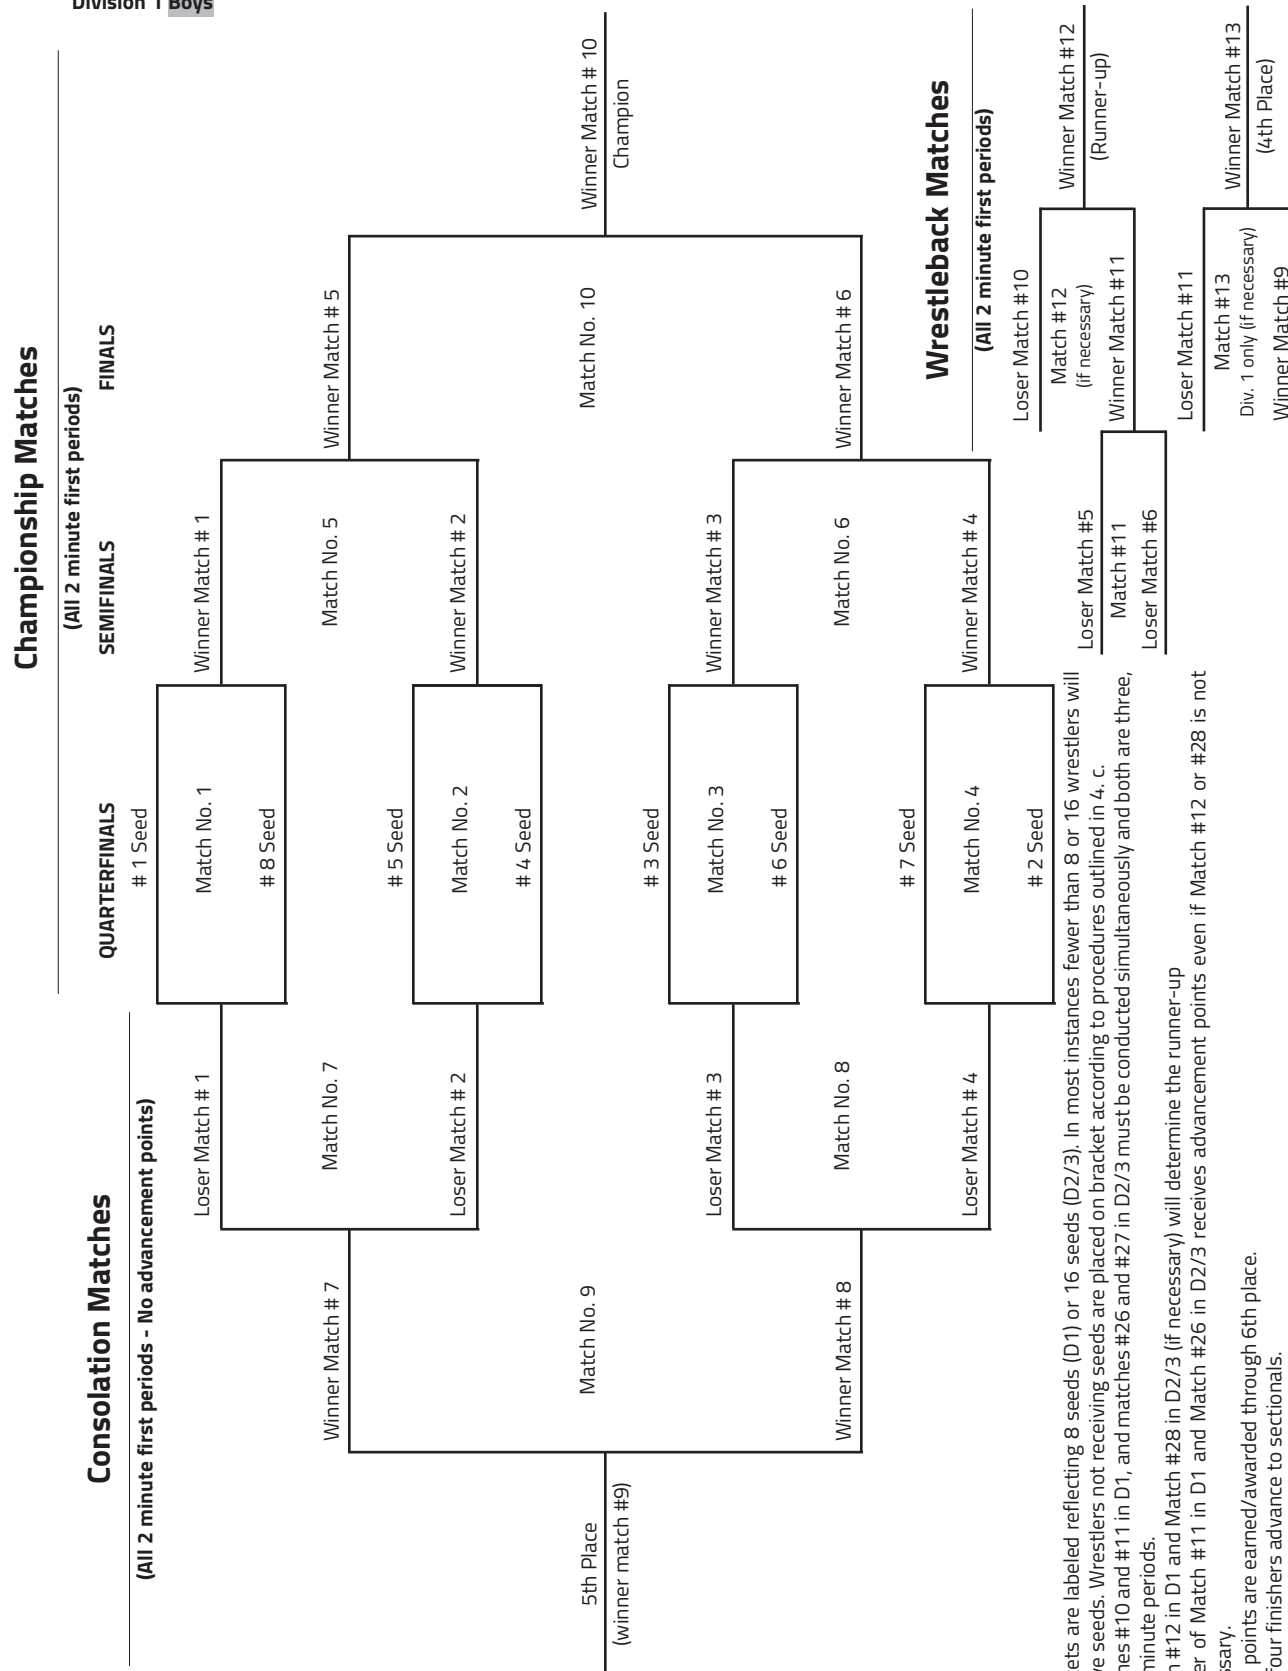 Division 1 Boys
Championship Matches
(All 2 minute first periods)
QUARTERFINALS
SEMIFINALS
FINALS
Consolation Matches
(All 2 minute first periods - No advancement points)
# 1 Seed
Match No. 1
# 8 Seed
# 5 Seed
Match No. 2
# 4 Seed
# 3 Seed
Match No. 3
# 6 Seed
# 7 Seed
Match No. 4
# 2 Seed
Winner Match # 1
Match No. 5
Winner Match # 2
Winner Match # 3
Match No. 6
Winner Match # 4
Winner Match # 5
Match No. 10
Winner Match # 6
Winner Match # 10
Champion
Loser Match # 1
Match No. 7
Loser Match # 2
Loser Match # 3
Match No. 8
Loser Match # 4
Winner Match # 7
Match No. 9
Winner Match # 8
5th Place
(winner match #9)
Wrestleback Matches
(All 2 minute first periods)
Loser Match #5
Match #11
Loser Match #6
Loser Match #10
Match #12
(if necessary)
Winner Match #11
Winner Match #12
(Runner-up)
Loser Match #11
Match #13
Div. 1 only (if necessary)
Winner Match #9
Winner Match #13
(4th Place)
are labeled reflecting 8 seeds (D1) or 16 seeds (D2/3). In most instances fewer than 8 or 16 wrestlers will
seeds. Wrestlers not receiving seeds are placed on bracket according to procedures outlined in 4. c.
#10 and #11 in D1, and matches #26 and #27 in D2/3 must be conducted simultaneously and both are three,
minute periods.
#12 in D1 and Match #28 in D2/3 (if necessary) will determine the runner-up
of Match #11 in D1 and Match #26 in D2/3 receives advancement points even if Match #12 or #28 is not
points are earned/awarded through 6th place.
four finishers advance to sectionals.